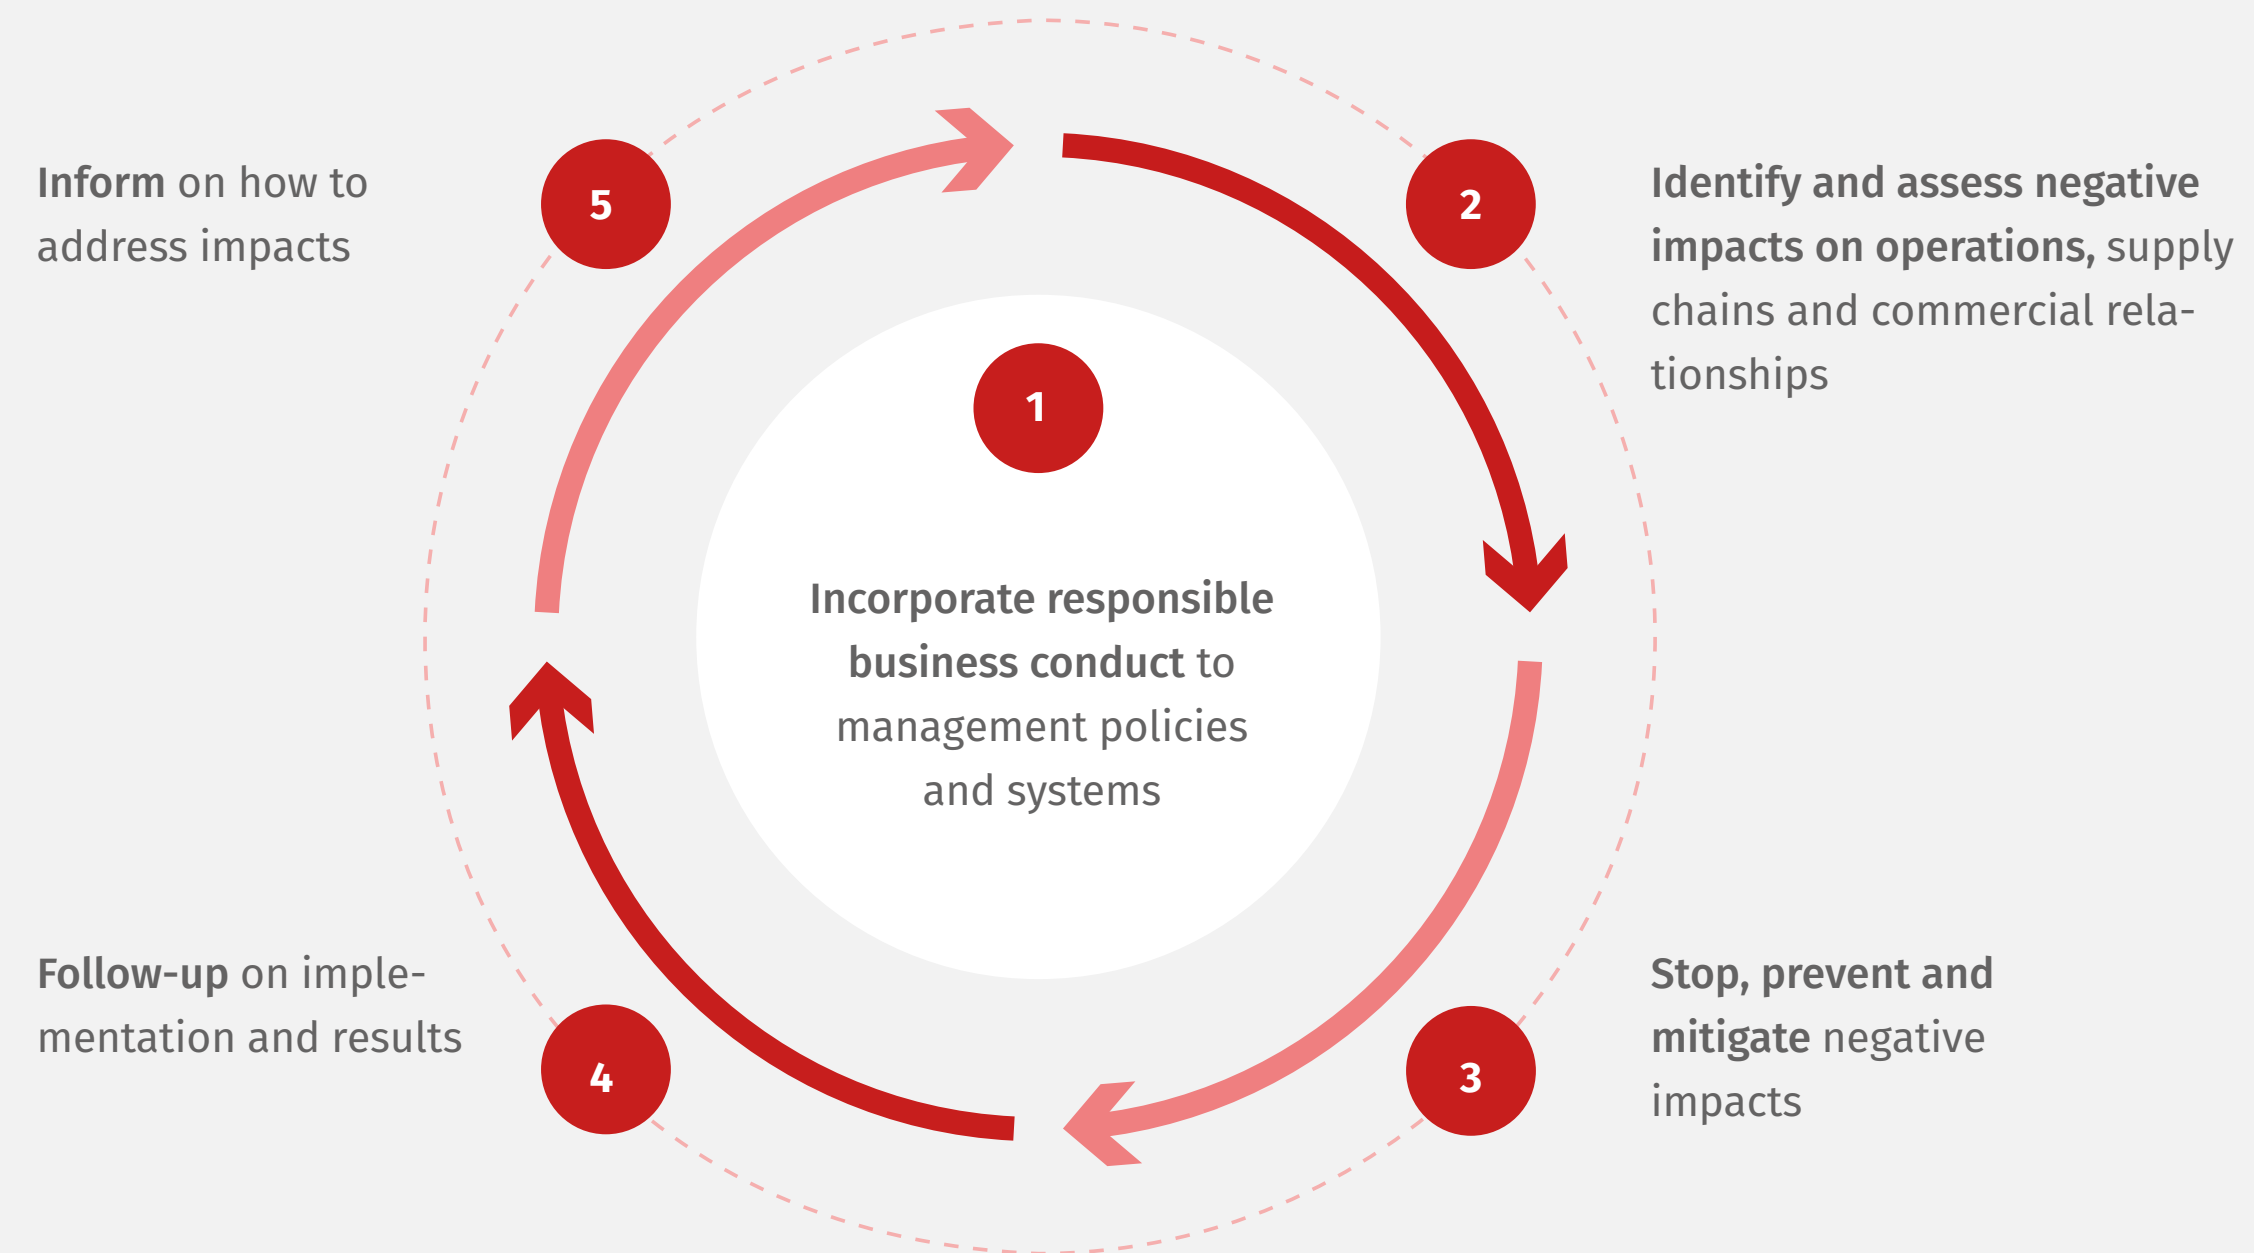 1
Incorporate responsible
business conduct to
management policies
and systems
2
Identify and assess negative
impacts on operations, supply
chains and commercial rela-
tionships
3
Stop, prevent and
mitigate negative
impacts
4
Follow-up on imple-
mentation and results
5
Inform on how to
address impacts